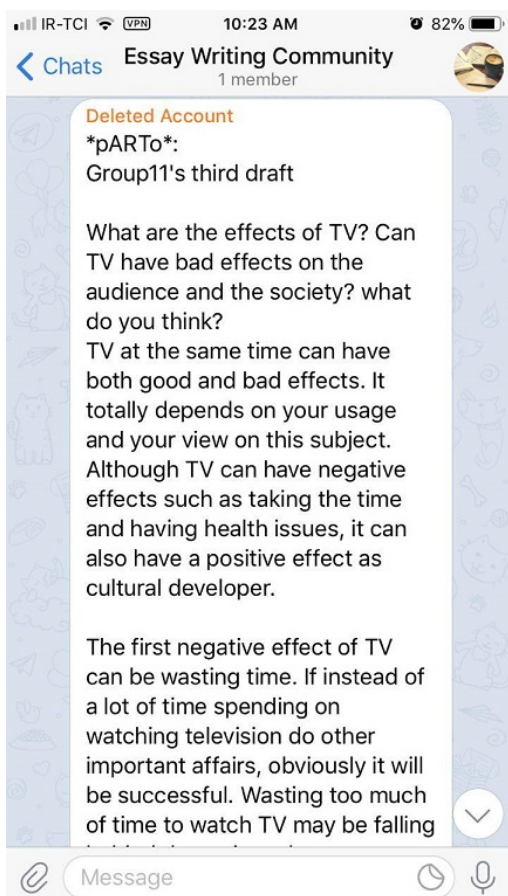 IR-TCI VPN 10:23 AM 82%
Chats Essay Writing Community
1 member
Deleted Account
*pARTo*:
Group11's third draft
What are the effects of TV? Can
TV have bad effects on the
audience and the society? what
do you think?
TV at the same time can have
both good and bad effects. It
totally depends on your usage
and your view on this subject.
Although TV can have negative
effects such as taking the time
and having health issues, it can
also have a positive effect as
cultural developer.
The first negative effect of TV
can be wasting time. If instead of
a lot of time spending on
watching television do other
important affairs, obviously it will
be successful. Wasting too much
of time to watch TV may be falling
Message